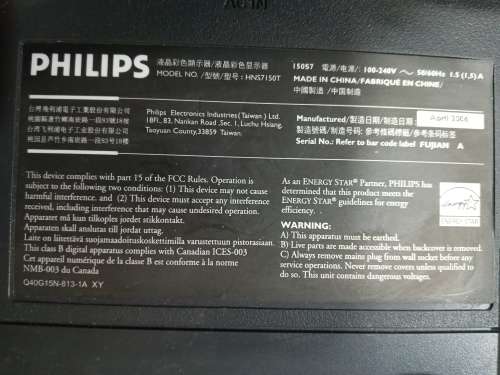 AC IN
PHILIPS
液晶彩色顯示器/液晶彩色显示器
MODEL NO. /型號/型号: HNS7150T
150S7 電源/电源/: 100-240V ~ 50/60Hz 1.5 (1,5) A
MADE IN CHINA/FABRIQUÉ EN CHINE/
中國製造 /中国制造
台灣飛利浦電子工業股份有限公司
桃園縣蘆竹鄉南崁路一段93號18樓
台湾飞利浦电子工业股份有限公司
桃园县芦竹乡南崁路一段93号18楼
Philips Electronics Industries (Taiwan) Ltd.
18FL.83, Nankan Road ,Sec. I, Luchu Hsiang,
Taoyuan County,33859 Taiwan.
Manufactured/製造日期/制造日期: April 2006
製造號碼/制造号码: 參考條碼標籤/参考条码标签
Serial No.: Refer to bar code label FUJIAN A
This device complies with part 15 of the FCC Rules. Operation is
subject to the following two conditions: (1) This device may not cause
harmful interference. and (2) This device must accept any interference
received, including interference that may cause undesired operation.
Apparatet må kun tilkoples jordet stikkontakt.
Apparaten skall anslutas till jordat uttag.
Laite on liitettävä suojamaadoituskoskettimilla varustettuun pistorasiaan.
This class B digital apparatus complies with Canadian ICES-003
Cet appareil numérique de la classe B est conforme à la norme
NMB-003 du Canada
Q40G15N-813-1A XY
As an ENERGY STAR® Partner, PHILIPS has
determined that this product meets the
ENERGY STAR® guidelines for energy
efficiency.
ENERGY STAR
WARNING:
A) This apparatus must be earthed.
B) Live parts are made accessible when backcover is removed.
C) Always remove mains plug from wall socket before any
service operations. Never remove covers unless qualified to
do so. This unit contains dangerous voltages.